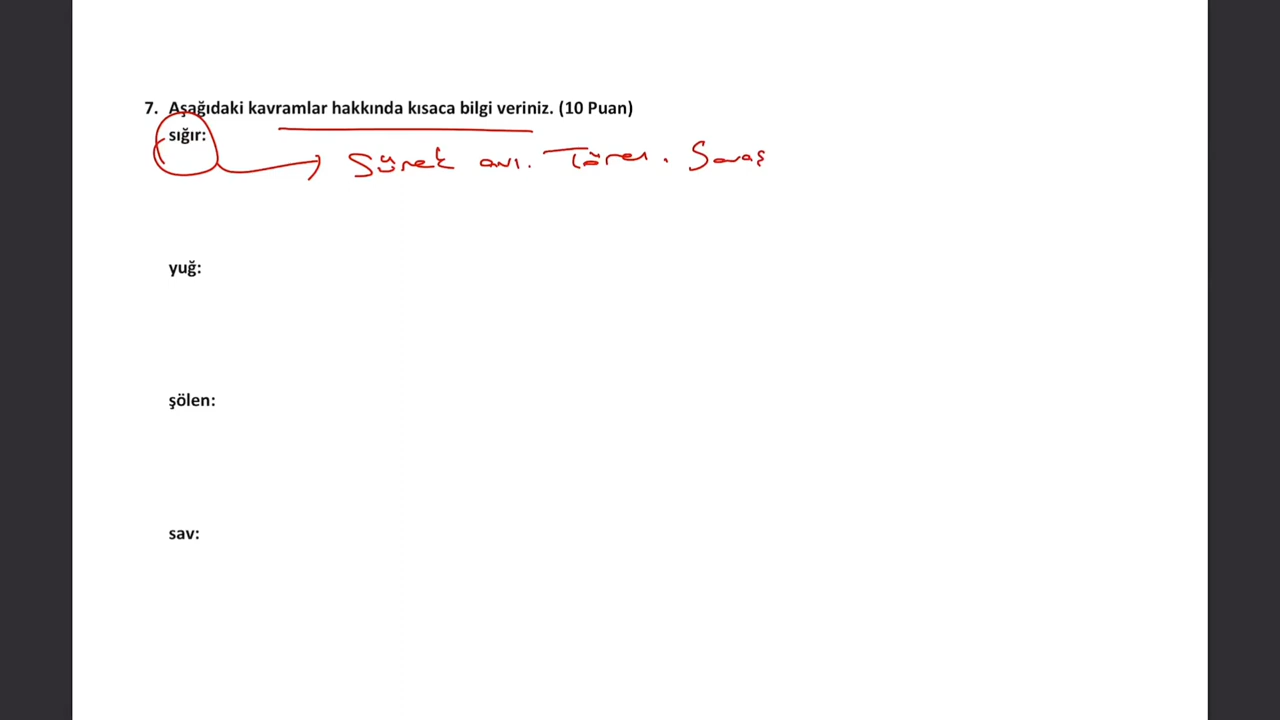 7. Aşağıdaki kavramlar hakkında kısaca bilgi veriniz. (10 Puan)
sığır:
Sürek avı. Tören. Savaş
yuğ:
şölen:
sav: